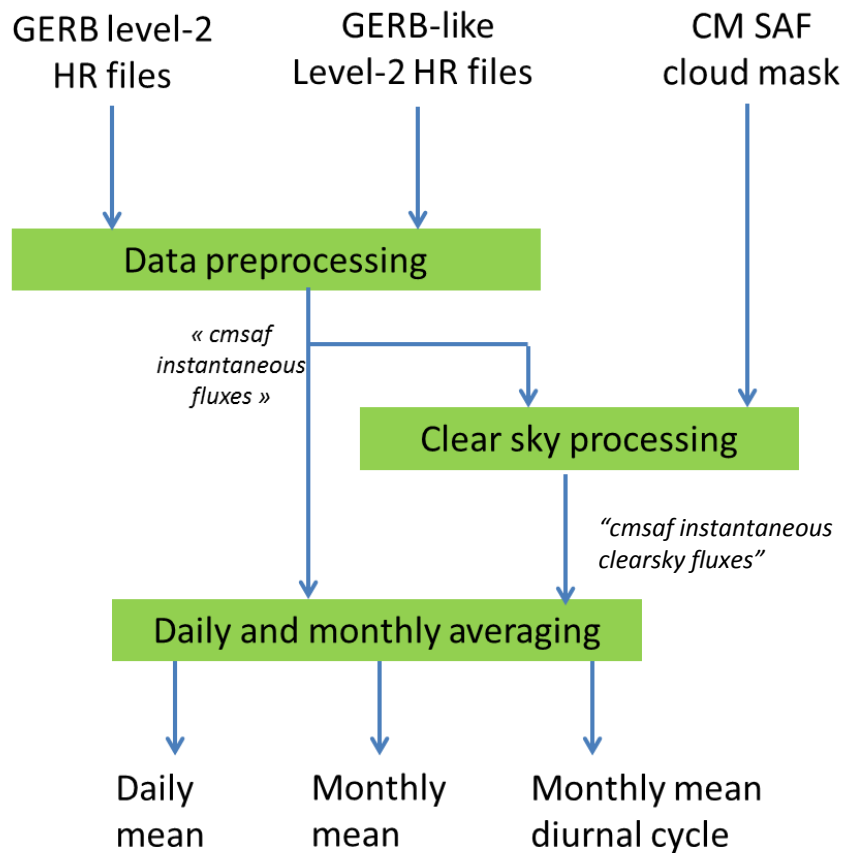 GERB level-2
HR files
GERB-like
Level-2 HR files
CM SAF
cloud mask
Data preprocessing
« cmsaf
instantaneous
fluxes »
Clear sky processing
“cmsaf instantaneous
clearsky fluxes”
Daily and monthly averaging
Daily
mean
Monthly
mean
Monthly mean
diurnal cycle